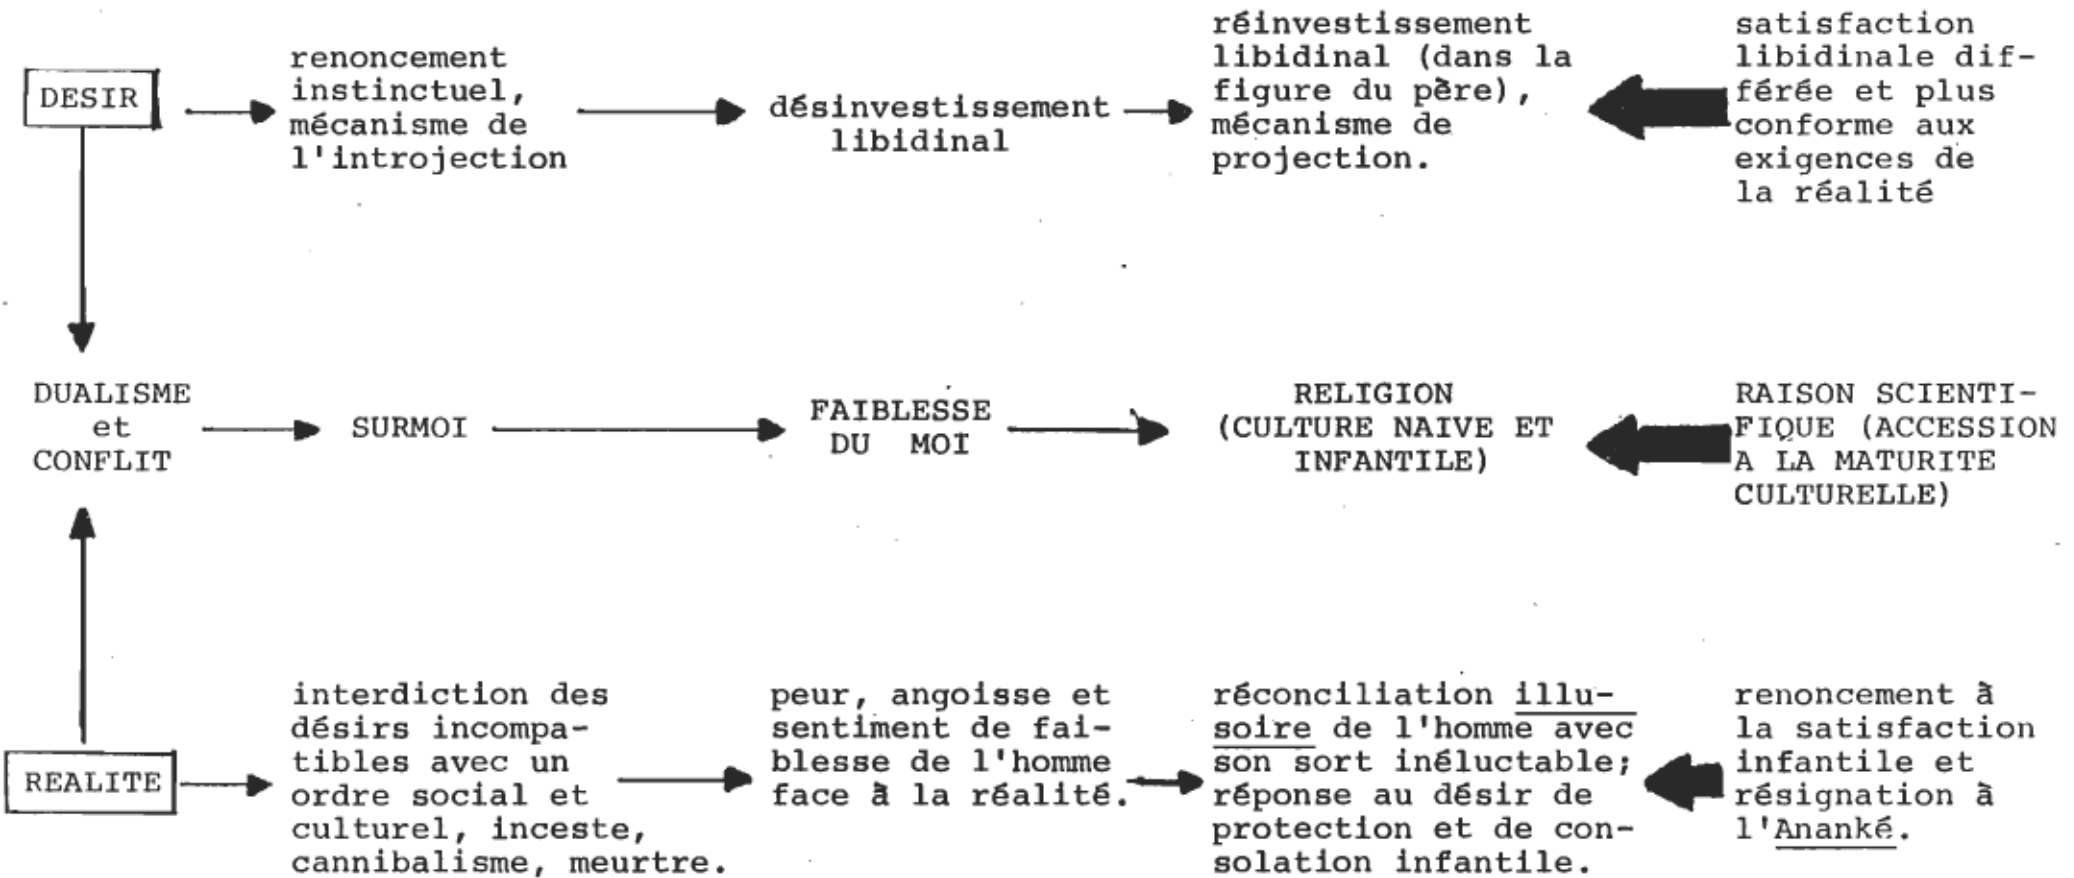 DESIR
renoncement
instinctuel,
mécanisme de
l'introjection
désinvestissement
libidinal
réinvestissement
libidinal (dans la
figure du père),
mécanisme de
projection.
satisfaction
libidinale dif-
férée et plus
conforme aux
exigences de
la réalité
DUALISME
et
CONFLIT
SURMOI
FAIBLESSE
DU MOI
RELIGION
(CULTURE NAIVE ET
INFANTILE)
RAISON SCIENTI-
FIQUE (ACCESSION
A LA MATURITE
CULTURELLE)
REALITE
interdiction des
désirs incompa-
tibles avec un
ordre social et
culturel, inceste,
cannibalisme, meurtre.
peur, angoisse et
sentiment de fai-
blesse de l'homme
face à la réalité.
réconciliation illu-
soire de l'homme avec
son sort inéluctable;
réponse au désir de
protection et de con-
solation infantile.
renoncement à
la satisfaction
infantile et
résignation à
l'Ananké.